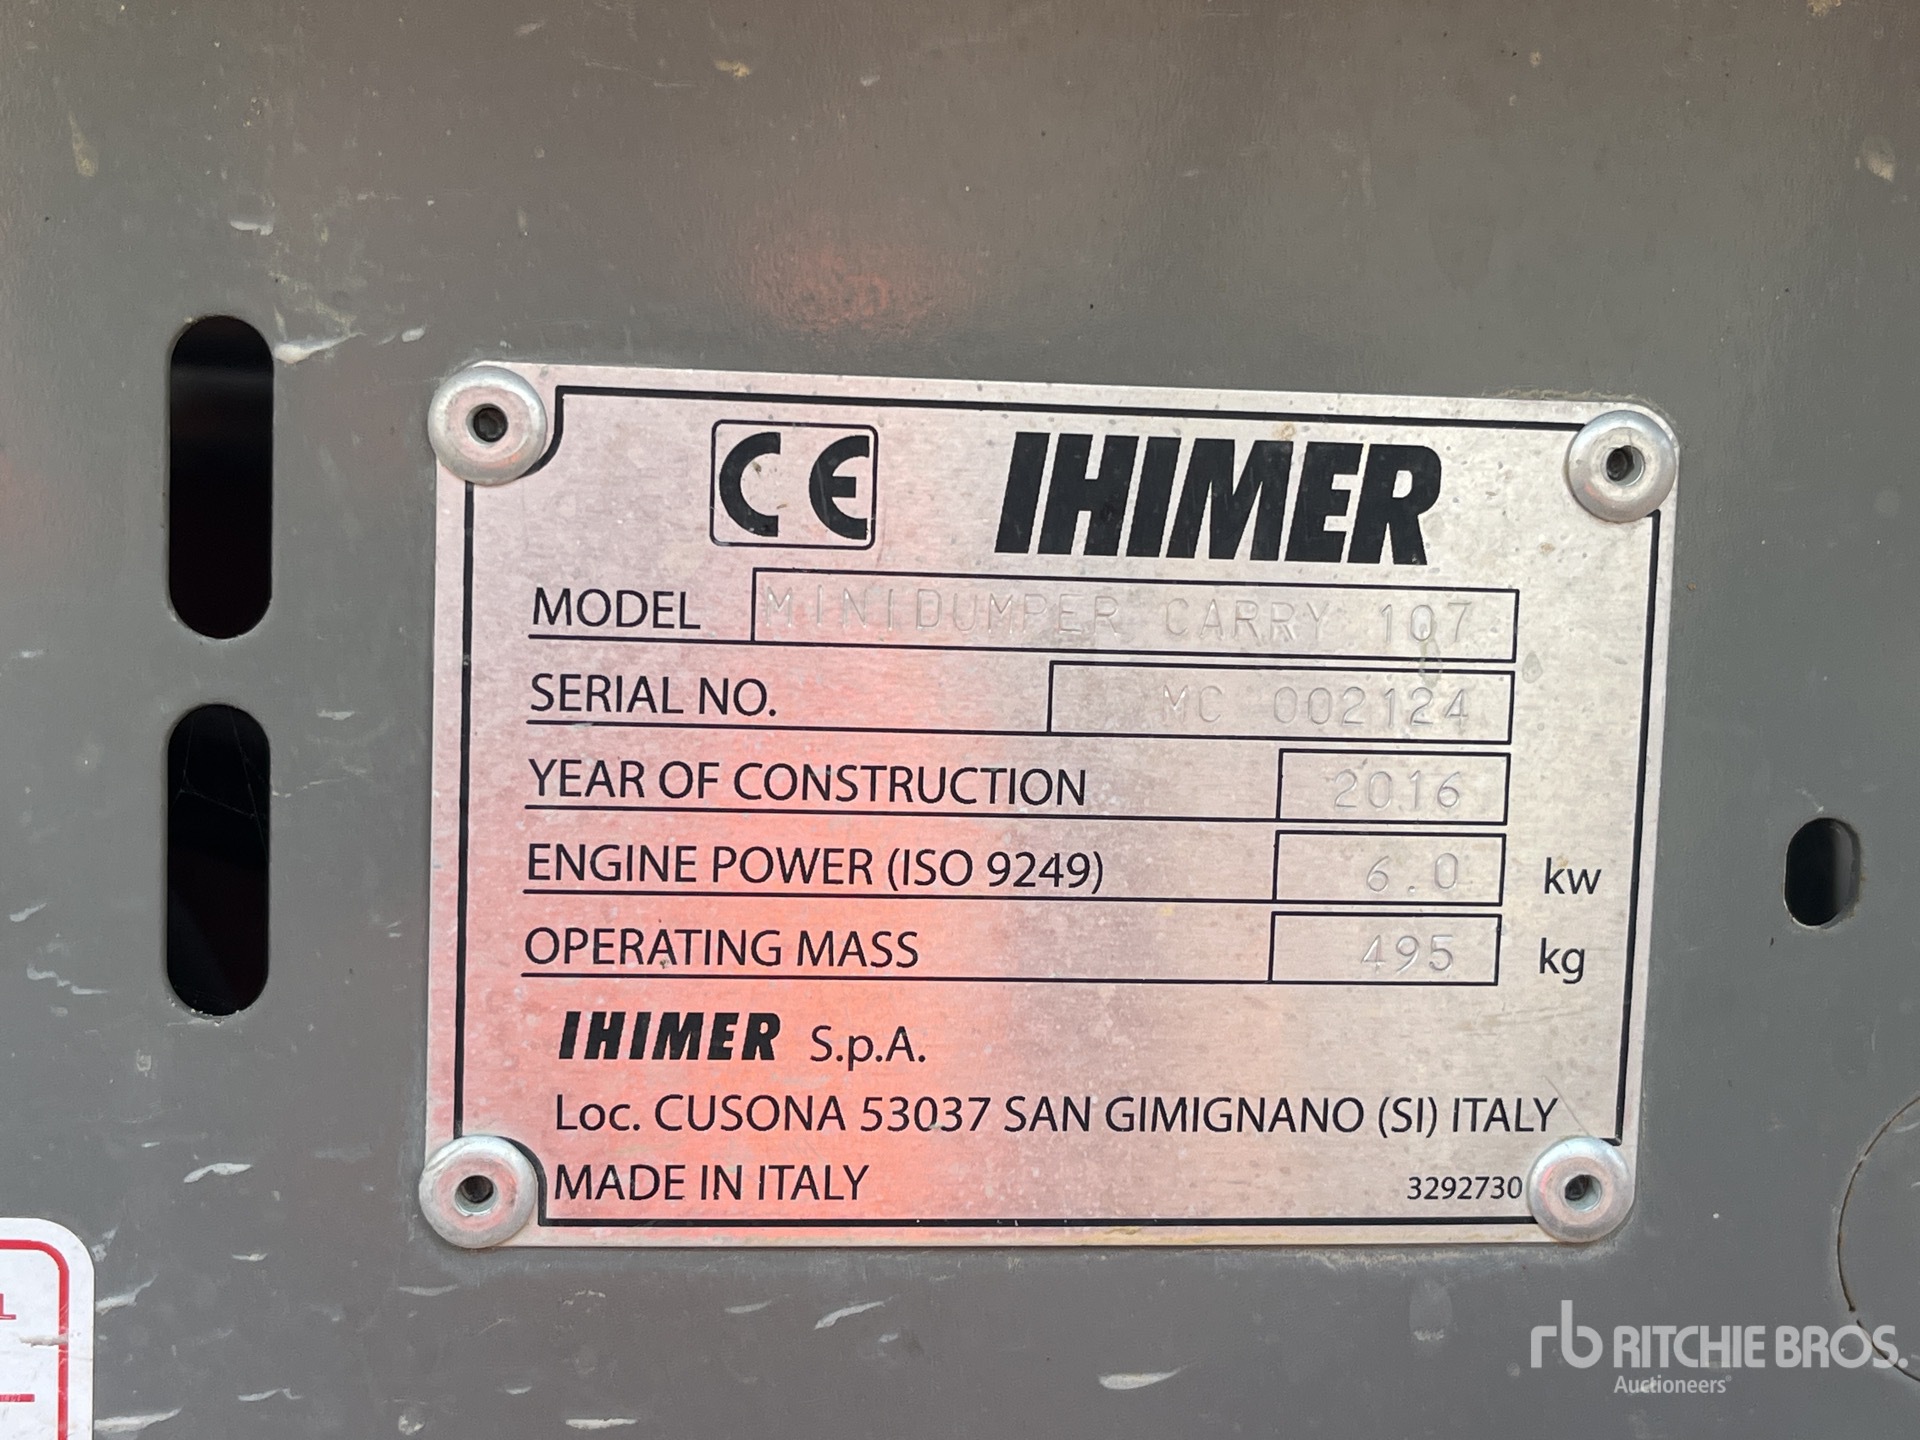 CE IHIMER
MODEL MINIDUMPER CARRY 107
SERIAL NO. MC 002124
YEAR OF CONSTRUCTION 2016
ENGINE POWER (ISO 9249) 6.0 kw
OPERATING MASS 495 kg
IHIMER S.p.A.
Loc. CUSONA 53037 SAN GIMIGNANO (SI) ITALY
MADE IN ITALY 3292730
L
rb RITCHIE BROS.
Auctioneers